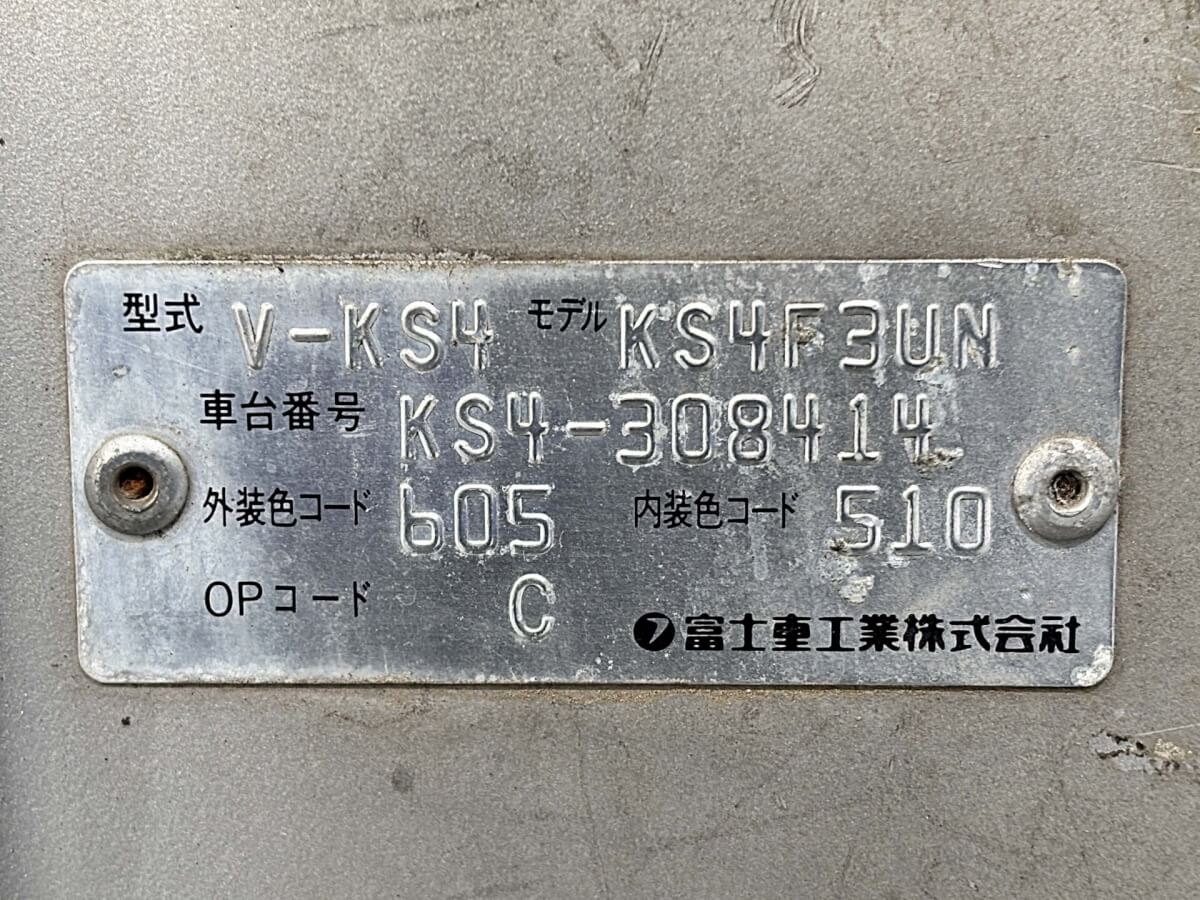 型式 V-KS4 モデル KS4F3UN
車台番号 KS4-308414
外装色コード 605 内装色コード 510
OPコード C
富士重工業株式会社